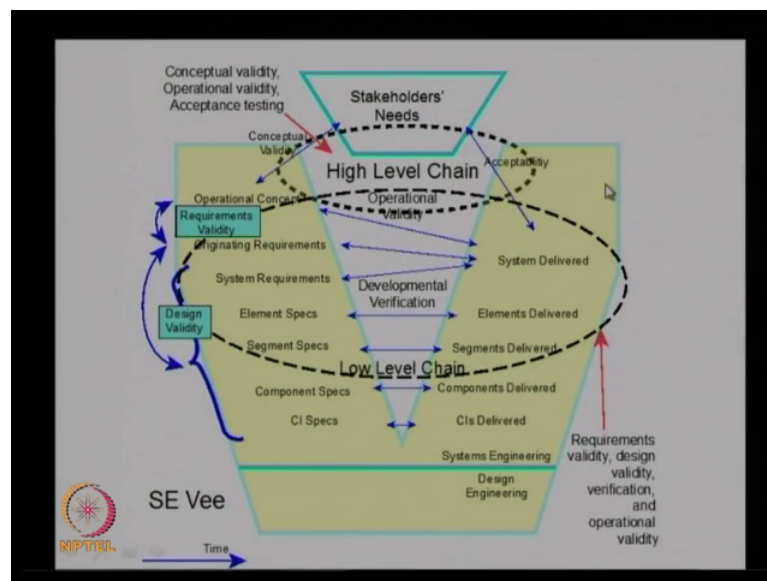 Conceptual validity,
Operational validity,
Acceptance testing
Stakeholders'
Needs
Conceptual
Validity
Acceptability
High Level Chain
Operational Concept
Operational
Validity
Requirements
Validity
Originating Requirements
System Requirements
System Delivered
Developmental
Verification
Design
Validity
Element Specs
Elements Delivered
Segment Specs
Segments Delivered
Low Level Chain
Component Specs
Components Delivered
CI Specs
CIs Delivered
Systems Engineering
Design
Engineering
Requirements
validity, design
validity,
verification,
and
operational
validity
SE Vee
NPTEL
Time